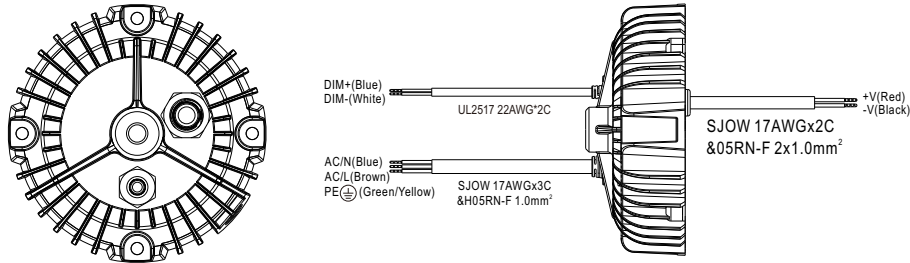 DIM+(Blue)
DIM-(White)
UL2517 22AWG*2C
AC/N(Blue)
AC/L(Brown)
PE(Green/Yellow)
SJOW 17AWGx3C
&H05RN-F 1.0mm²
+V(Red)
-V(Black)
SJOW 17AWGx2C
&05RN-F 2x1.0mm²